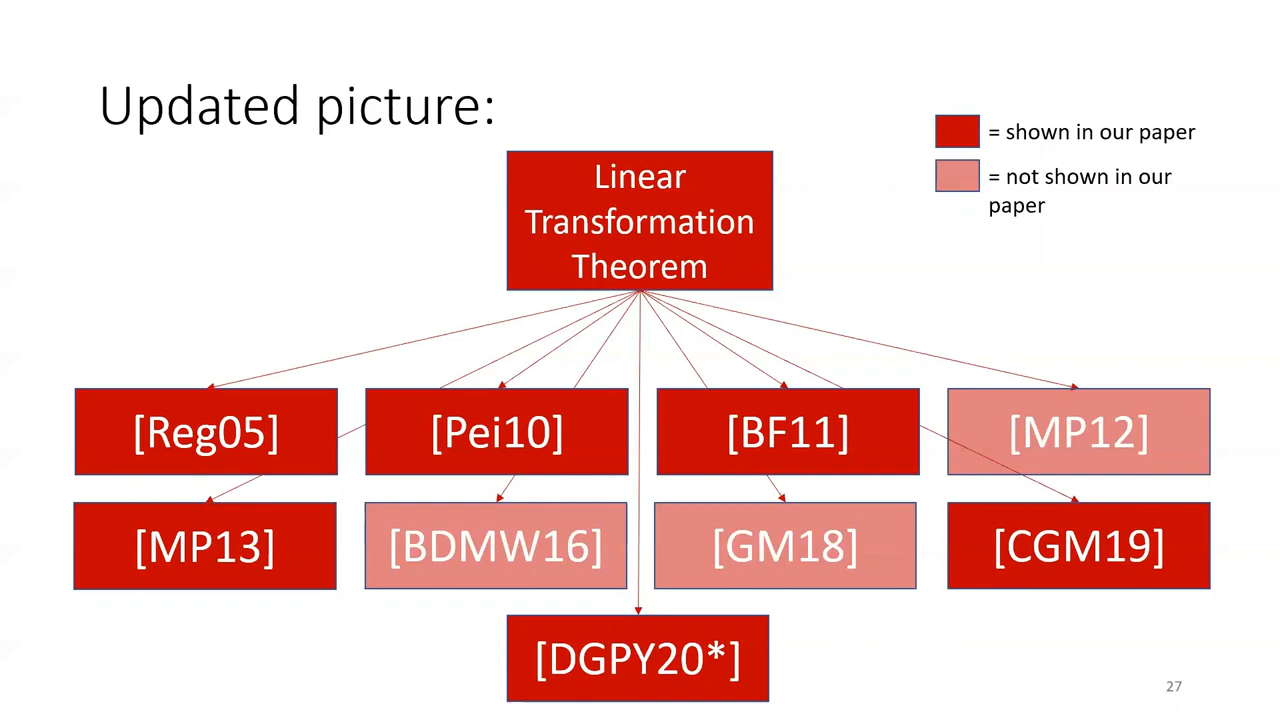 Updated picture:
= shown in our paper
= not shown in our
paper
Linear
Transformation
Theorem
[Reg05]
[Pei10]
[BF11]
[MP12]
[MP13]
[BDMW16]
[GM18]
[CGM19]
[DGPY20*]
27